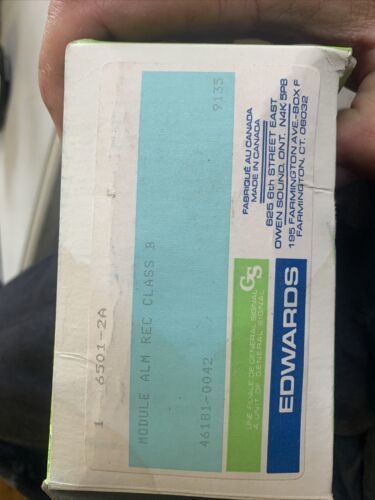 1 6501-2A
MODULE ALM REC CLASS B
46181-0042 / 9135
GS
UNE FILIALE DE GENERAL SIGNAL
A UNIT OF GENERAL SIGNAL
EDWARDS
FABRIQUÉ AU CANADA
MADE IN CANADA
625 6th STREET EAST
OWEN SOUND, ONT. N4K 5P8
195 FARMINGTON AVE.-BOX F
FARMINGTON, CT. 06032